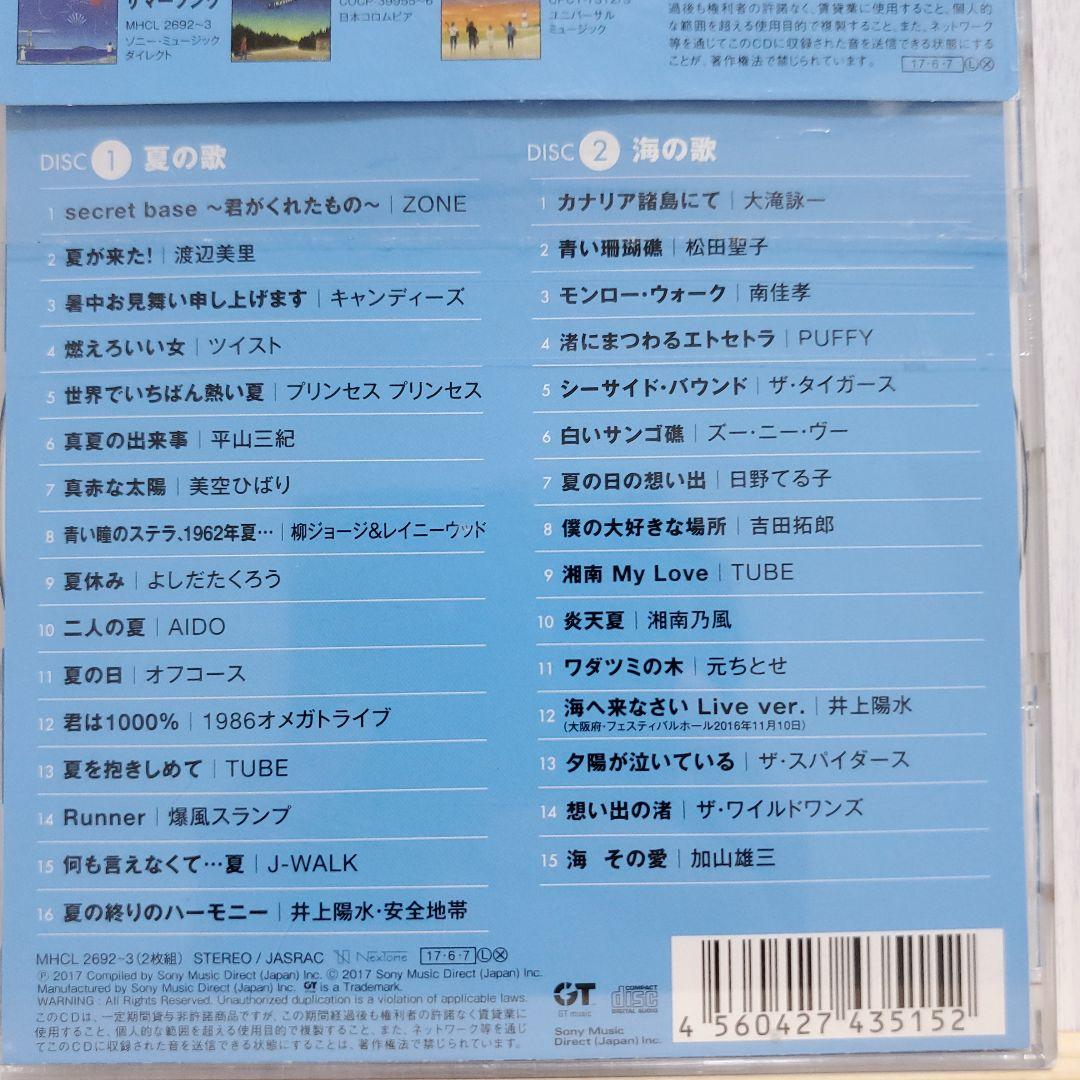 サマーソング
MHCL 2692~3
ソニー・ミュージック
ダイレクト
日本コロムビア
ユニバーサル
ミュージック
過後も権利者の許諾なく、賃貸業に使用すること、個人的
な範囲を超える使用目的で複製すること、また、ネットワーク
等を通じてこのCDに収録された音を送信できる状態にする
ことが、著作権法で禁じられています。 17・6・7 Ⓛ Ⓧ
DISC 1 夏の歌
1 secret base ～君がくれたもの～ | ZONE
2 夏が来た! | 渡辺美里
3 暑中お見舞い申し上げます | キャンディーズ
4 燃えろいい女 | ツイスト
5 世界でいちばん熱い夏 | プリンセス プリンセス
6 真夏の出来事 | 平山三紀
7 真赤な太陽 | 美空ひばり
8 青い瞳のステラ、1962年夏… | 柳ジョージ&レイニーウッド
9 夏休み | よしだたくろう
10 二人の夏 | AIDO
11 夏の日 | オフコース
12 君は1000% | 1986オメガトライブ
13 夏を抱きしめて | TUBE
14 Runner | 爆風スランプ
15 何も言えなくて…夏 | J-WALK
16 夏の終りのハーモニー | 井上陽水・安全地帯
DISC 2 海の歌
1 カナリア諸島にて | 大滝詠一
2 青い珊瑚礁 | 松田聖子
3 モンロー・ウォーク | 南佳孝
4 渚にまつわるエトセトラ | PUFFY
5 シーサイド・バウンド | ザ・タイガース
6 白いサンゴ礁 | ズー・ニー・ヴー
7 夏の日の想い出 | 日野てる子
8 僕の大好きな場所 | 吉田拓郎
9 湘南 My Love | TUBE
10 炎天夏 | 湘南乃風
11 ワダツミの木 | 元ちとせ
12 海へ来なさい Live ver. | 井上陽水
(大阪府・フェスティバルホール2016年11月10日)
13 夕陽が泣いている | ザ・スパイダース
14 想い出の渚 | ザ・ワイルドワンズ
15 海 その愛 | 加山雄三
MHCL 2692~3(2枚組) STEREO / JASRAC NexTone 17・6・7 Ⓛ Ⓧ
Ⓟ 2017 Compiled by Sony Music Direct (Japan) Inc. © 2017 Sony Music Direct (Japan) Inc.
Manufactured by Sony Music Direct (Japan) Inc. GT is a Trademark.
WARNING : All Rights Reserved. Unauthorized duplication is a violation of applicable laws.
このCDは、一定期間貸与非許諾商品ですが、この期間経過後も権利者の許諾なく賃貸業に
使用すること、個人的な範囲を超える使用目的で複製すること、また、ネットワーク等を通じ
てこのCDに収録された音を送信できる状態にすることは、著作権法で禁じられています。
GT
GT music
COMPACT
disc
DIGITAL AUDIO
Sony Music
Direct (Japan) Inc.
4 560427 435152